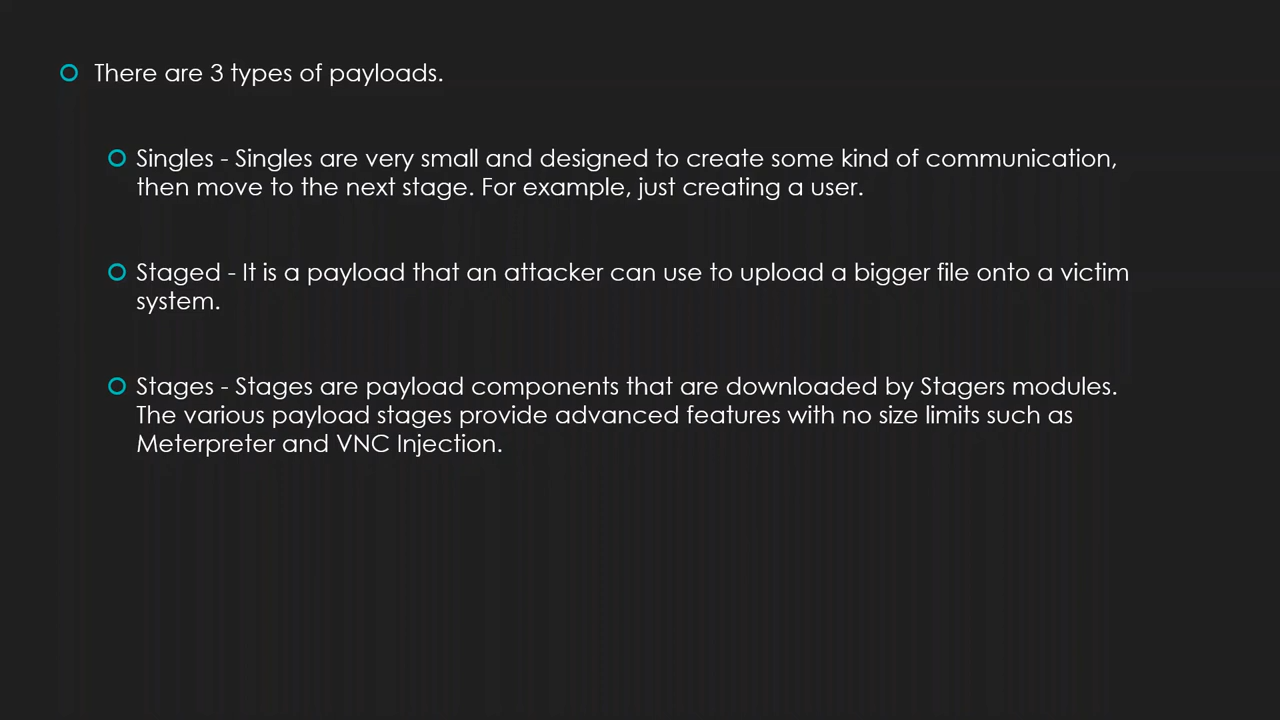 There are 3 types of payloads.
Singles - Singles are very small and designed to create some kind of communication,
then move to the next stage. For example, just creating a user.
Staged - It is a payload that an attacker can use to upload a bigger file onto a victim
system.
Stages - Stages are payload components that are downloaded by Stagers modules.
The various payload stages provide advanced features with no size limits such as
Meterpreter and VNC Injection.